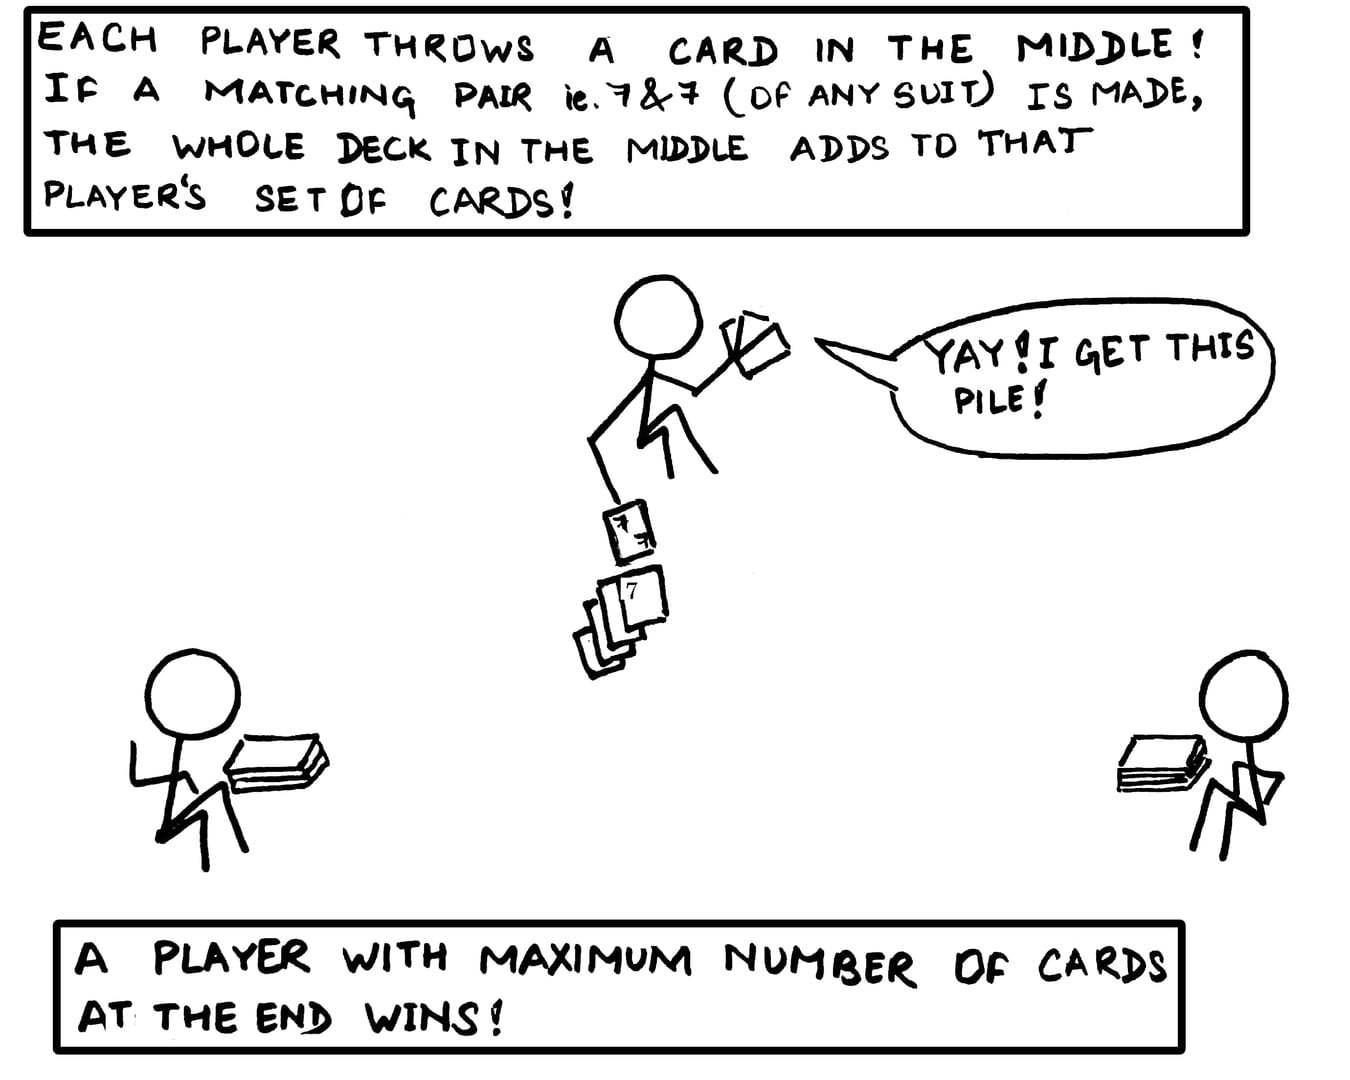 EACH PLAYER THROWS A CARD IN THE MIDDLE!
IF A MATCHING PAIR ie. 7 & 7 (OF ANY SUIT) IS MADE,
THE WHOLE DECK IN THE MIDDLE ADDS TO THAT
PLAYER'S SET OF CARDS!
YAY! I GET THIS
PILE!
7
7
7
A PLAYER WITH MAXIMUM NUMBER OF CARDS
AT THE END WINS!